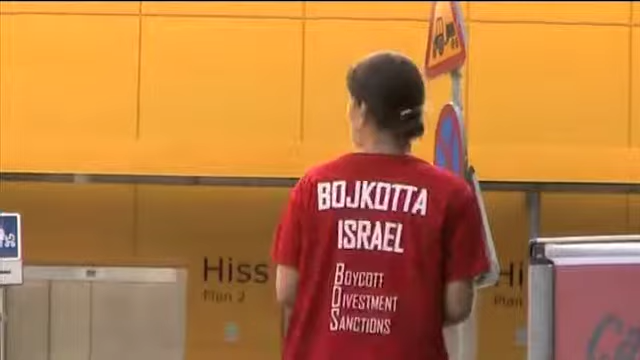 BOJKOTTA
ISRAEL
BOYCOTT
DIVESTMENT
SANCTIONS
Hiss
Plan 2